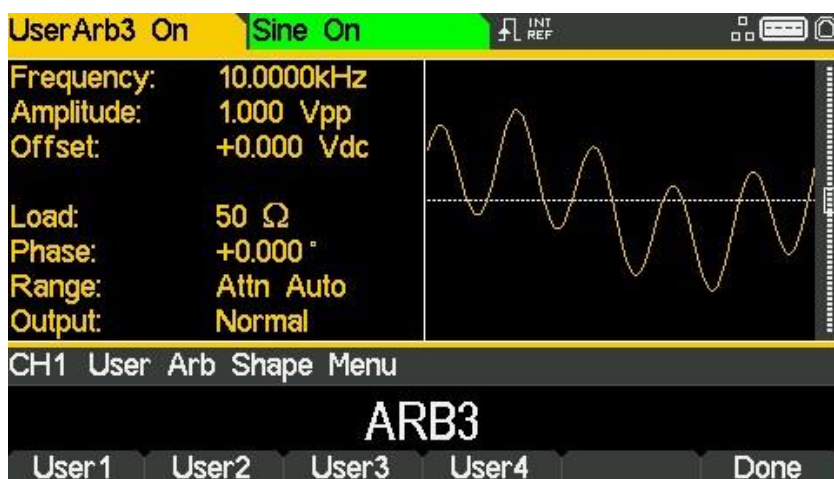 UserArb3 On Sine On INT REF
Frequency: 10.0000kHz
Amplitude: 1.000 Vpp
Offset: +0.000 Vdc
Load: 50 Ω
Phase: +0.000 °
Range: Attn Auto
Output: Normal
CH1 User Arb Shape Menu
ARB3
User1 User2 User3 User4 Done